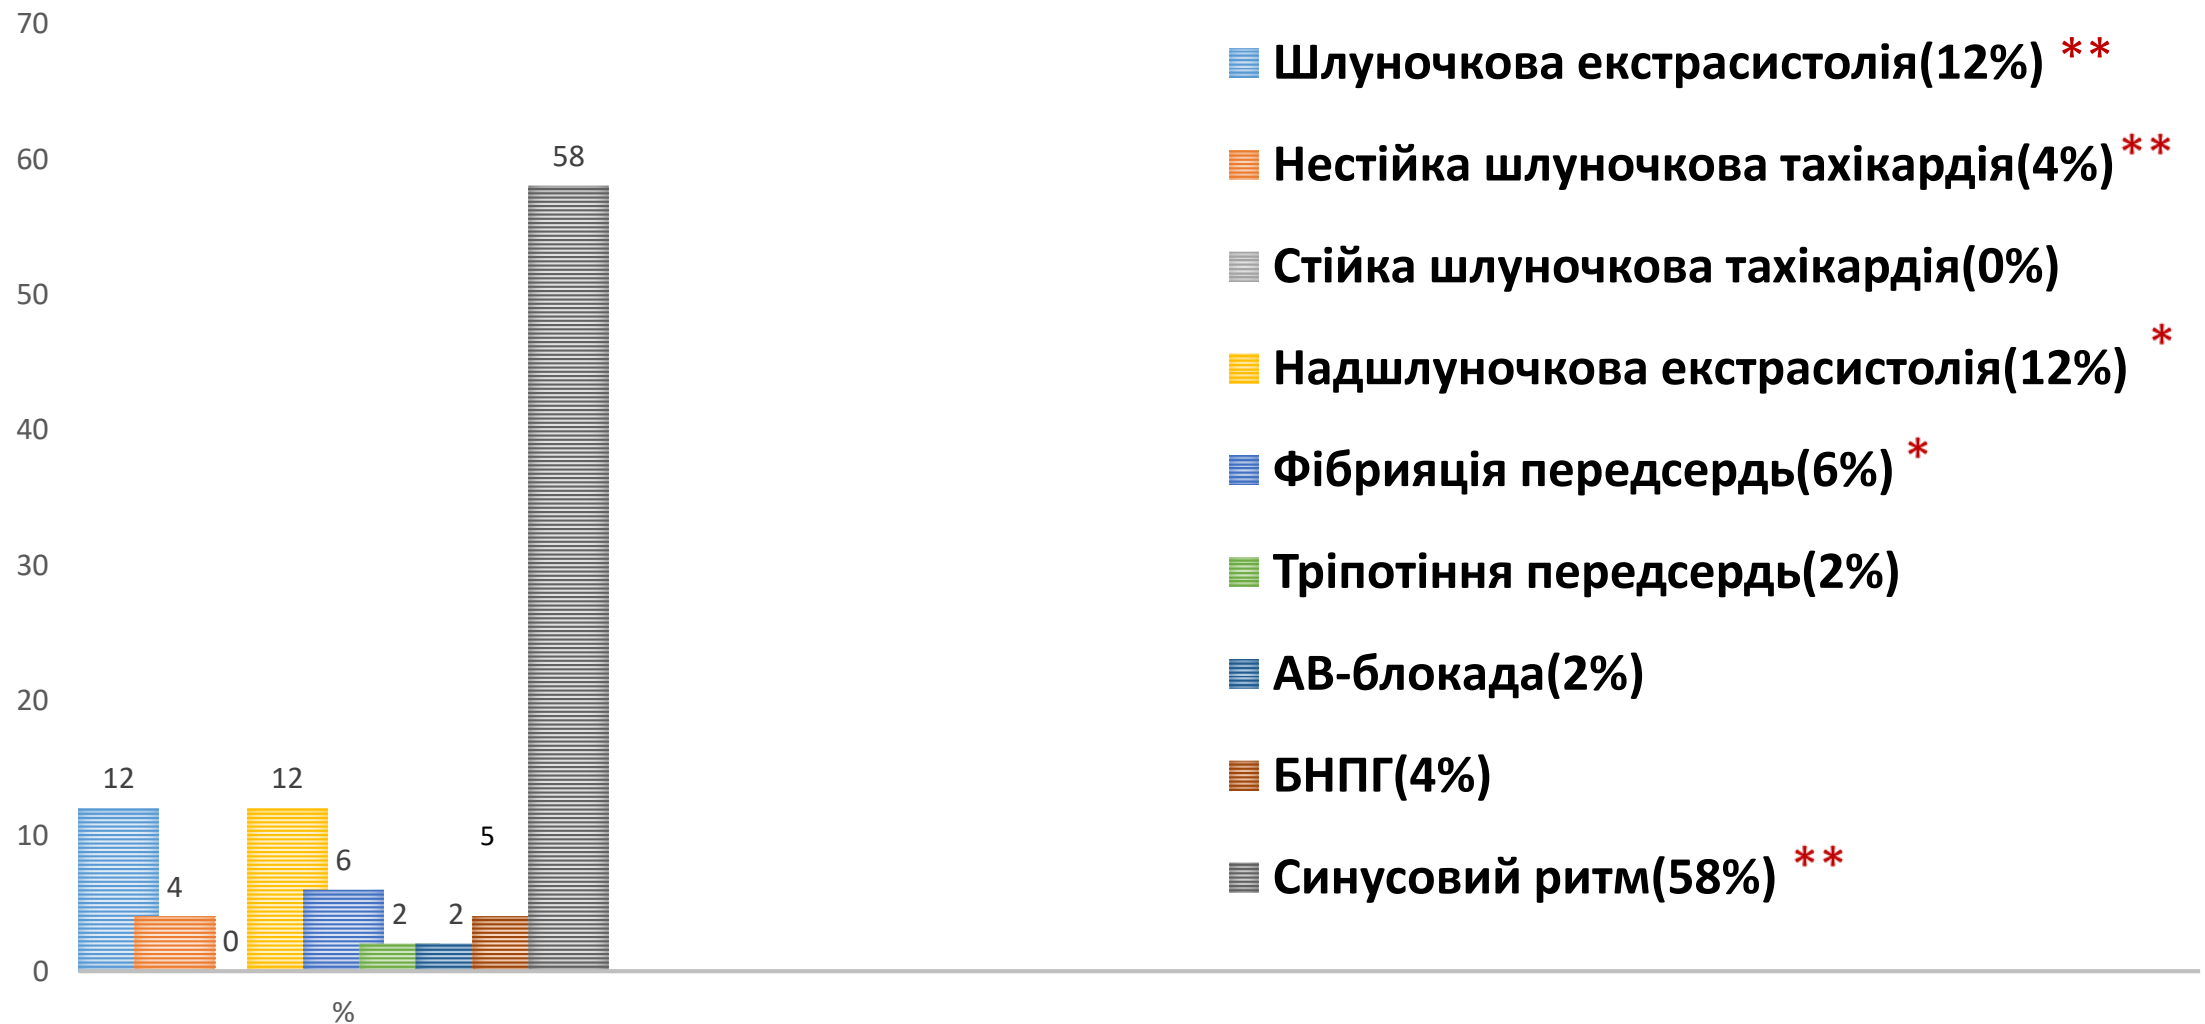 70
60
50
40
30
20
10
0
12
4
0
12
6
2
2
5
58
%
Шлуночкова екстрасистолія(12%) **
Нестійка шлуночкова тахікардія(4%) **
Стійка шлуночкова тахікардія(0%)
Надшлуночкова екстрасистолія(12%) *
Фібрияція передсердь(6%) *
Тріпотіння передсердь(2%)
АВ-блокада(2%)
БНПГ(4%)
Синусовий ритм(58%) **